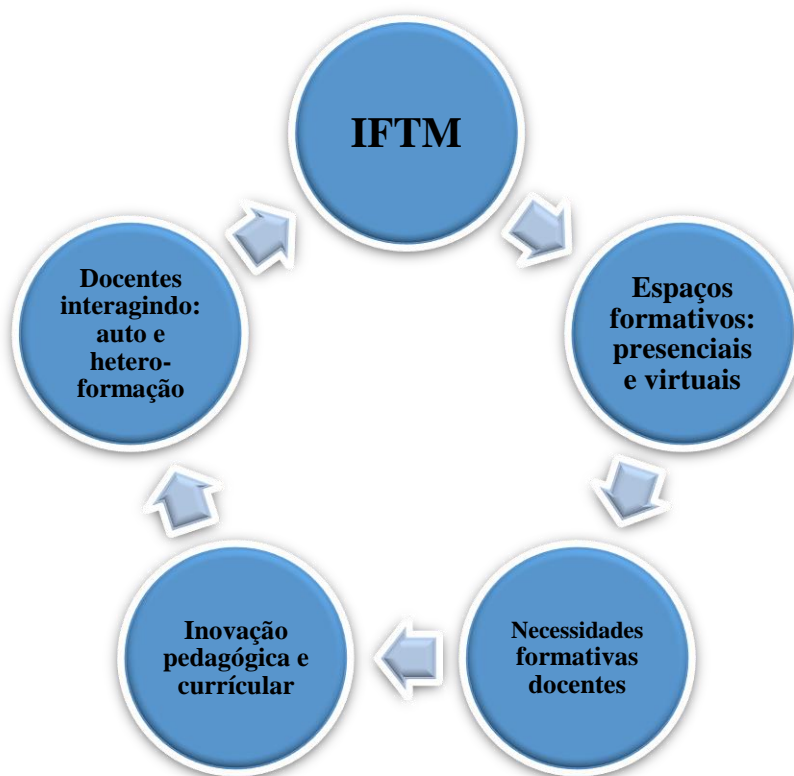 IFTM
Espaços
formativos:
presenciais
e virtuais
Necessidades
formativas
docentes
Inovação
pedagógica e
currícular
Docentes
interagindo:
auto e
hetero-
formação